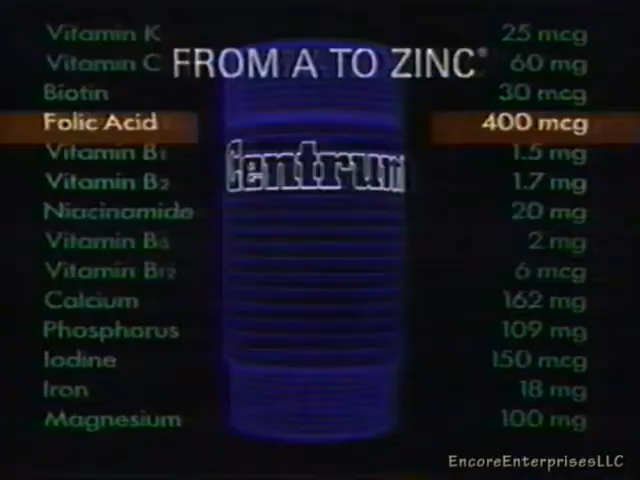 Vitamin K 25 mcg
FROM A TO ZINC®
Vitamin C 60 mg
Biotin 30 mcg
Folic Acid 400 mcg
Vitamin B1 1.5 mg
Centrum
Vitamin B2 1.7 mg
Niacinamide 20 mg
Vitamin B6 2 mg
Vitamin B12 6 mcg
Calcium 162 mg
Phosphorus 109 mg
Iodine 150 mcg
Iron 18 mg
Magnesium 100 mg
EncoreEnterprisesLLC